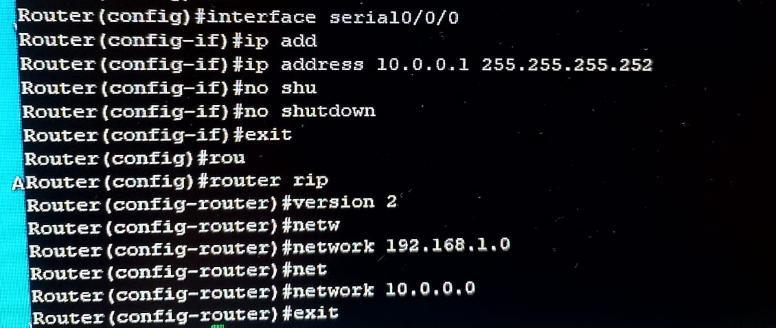 Router(config)#interface serial0/0/0
Router(config-if)#ip add
Router(config-if)#ip address 10.0.0.1 255.255.255.252
Router(config-if)#no shu
Router(config-if)#no shutdown
Router(config-if)#exit
Router(config)#rou
ARouter(config)#router rip
Router(config-router)#version 2
Router(config-router)#netw
Router(config-router)#network 192.168.1.0
Router(config-router)#net
Router(config-router)#network 10.0.0.0
Router(config-router)#exit